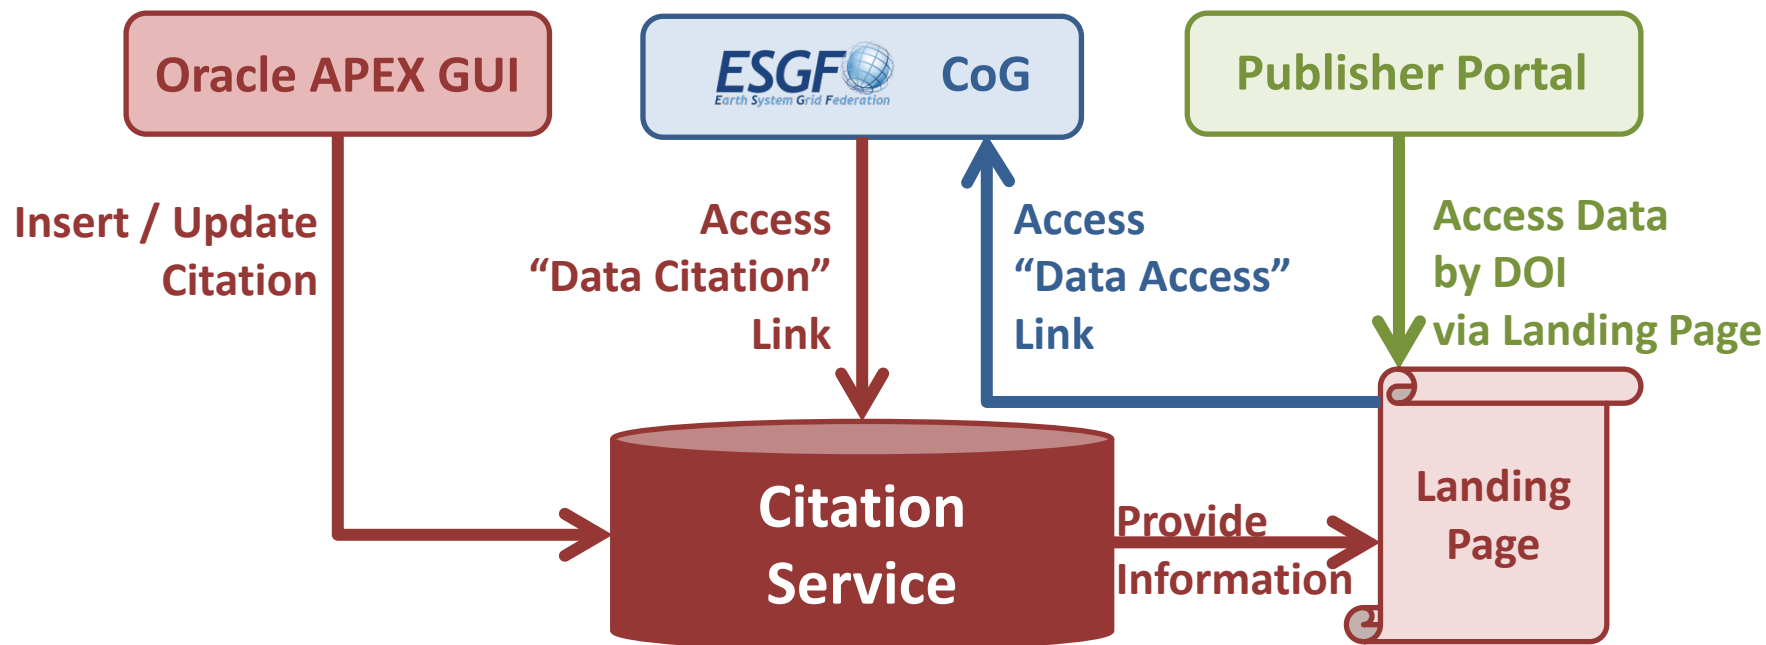 Oracle APEX GUI
ESGF
Earth System Grid Federation
CoG
Publisher Portal
Insert / Update
Citation
Access
“Data Citation”
Link
Access
“Data Access”
Link
Access Data
by DOI
via Landing Page
Citation
Service
Provide
Information
Landing
Page